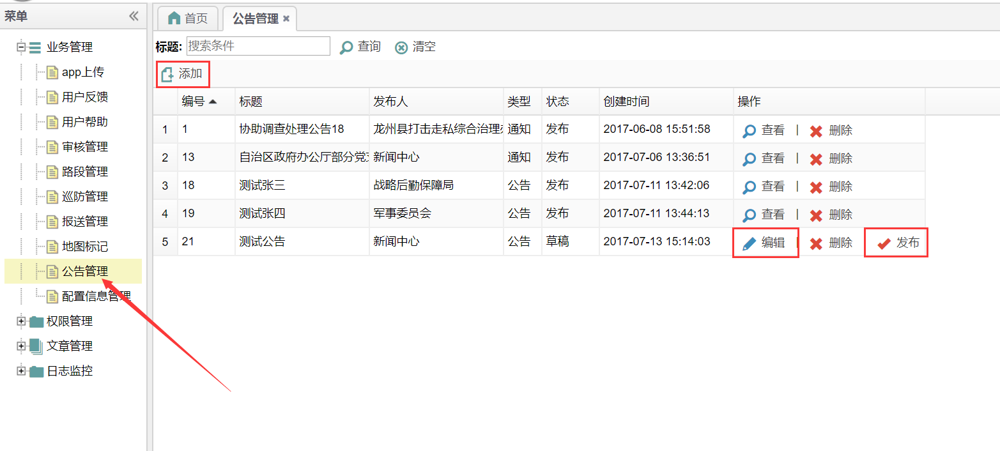 菜单
业务管理
app上传
用户反馈
用户帮助
审核管理
路段管理
巡防管理
报送管理
地图标记
公告管理
配置信息管理
权限管理
文章管理
日志监控
首页 公告管理
标题: 搜索条件 查询 清空
添加
编号 标题 发布人 类型 状态 创建时间 操作
1 1 协助调查处理公告18 龙州县打击走私综合治理 通知 发布 2017-06-08 15:51:58 查看 | 删除
2 13 自治区政府办公厅部分党 新闻中心 通知 发布 2017-07-06 13:36:51 查看 | 删除
3 18 测试张三 战略后勤保障局 公告 发布 2017-07-11 13:42:06 查看 | 删除
4 19 测试张四 军事委员会 公告 发布 2017-07-11 13:44:13 查看 | 删除
5 21 测试公告 新闻中心 公告 草稿 2017-07-13 15:14:03 编辑 | 删除 发布